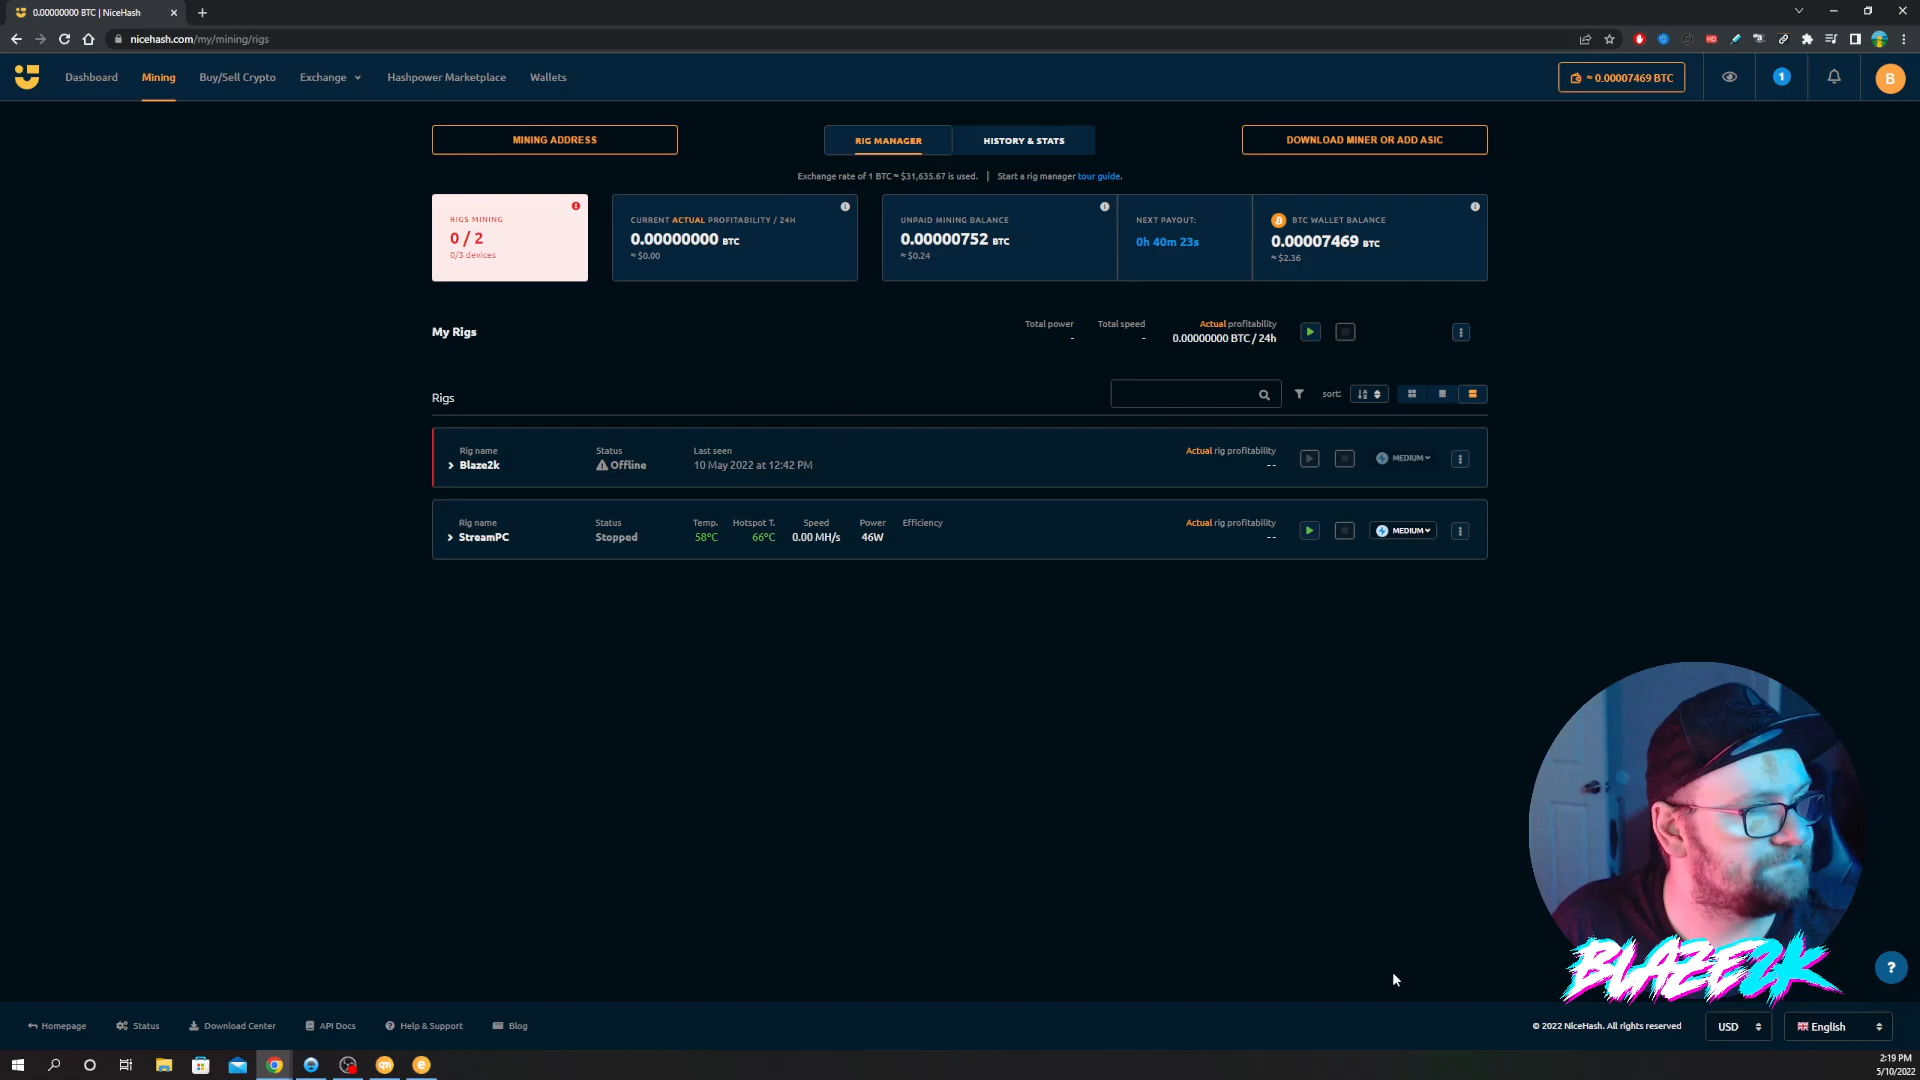 0.00000000 BTC | NiceHash
nicehash.com/my/mining/rigs
Dashboard Mining Buy/Sell Crypto Exchange Hashpower Marketplace Wallets ≈ 0.00007469 BTC 1 B
MINING ADDRESS RIG MANAGER HISTORY & STATS DOWNLOAD MINER OR ADD ASIC
Exchange rate of 1 BTC ≈ $31,635.67 is used. | Start a rig manager tour guide.
RIGS MINING
0 / 2
0/3 devices
CURRENT ACTUAL PROFITABILITY / 24H
0.00000000 BTC
≈ $0.00
UNPAID MINING BALANCE
0.00000752 BTC
≈ $0.24
NEXT PAYOUT:
0h 40m 23s
BTC WALLET BALANCE
0.00007469 BTC
≈ $2.36
My Rigs
Total power
-
Total speed
-
Actual profitability
0.00000000 BTC / 24h
Rigs
sort:
Rig name Status Last seen Actual rig profitability
Blaze2k Offline 10 May 2022 at 12:42 PM -- MEDIUM
Rig name Status Temp. Hotspot T. Speed Power Efficiency Actual rig profitability
StreamPC Stopped 58°C 66°C 0.00 MH/s 46W -- MEDIUM
BLAZE2K
?
Homepage Status Download Center API Docs Help & Support Blog © 2022 NiceHash. All rights reserved USD English
2:19 PM
5/10/2022